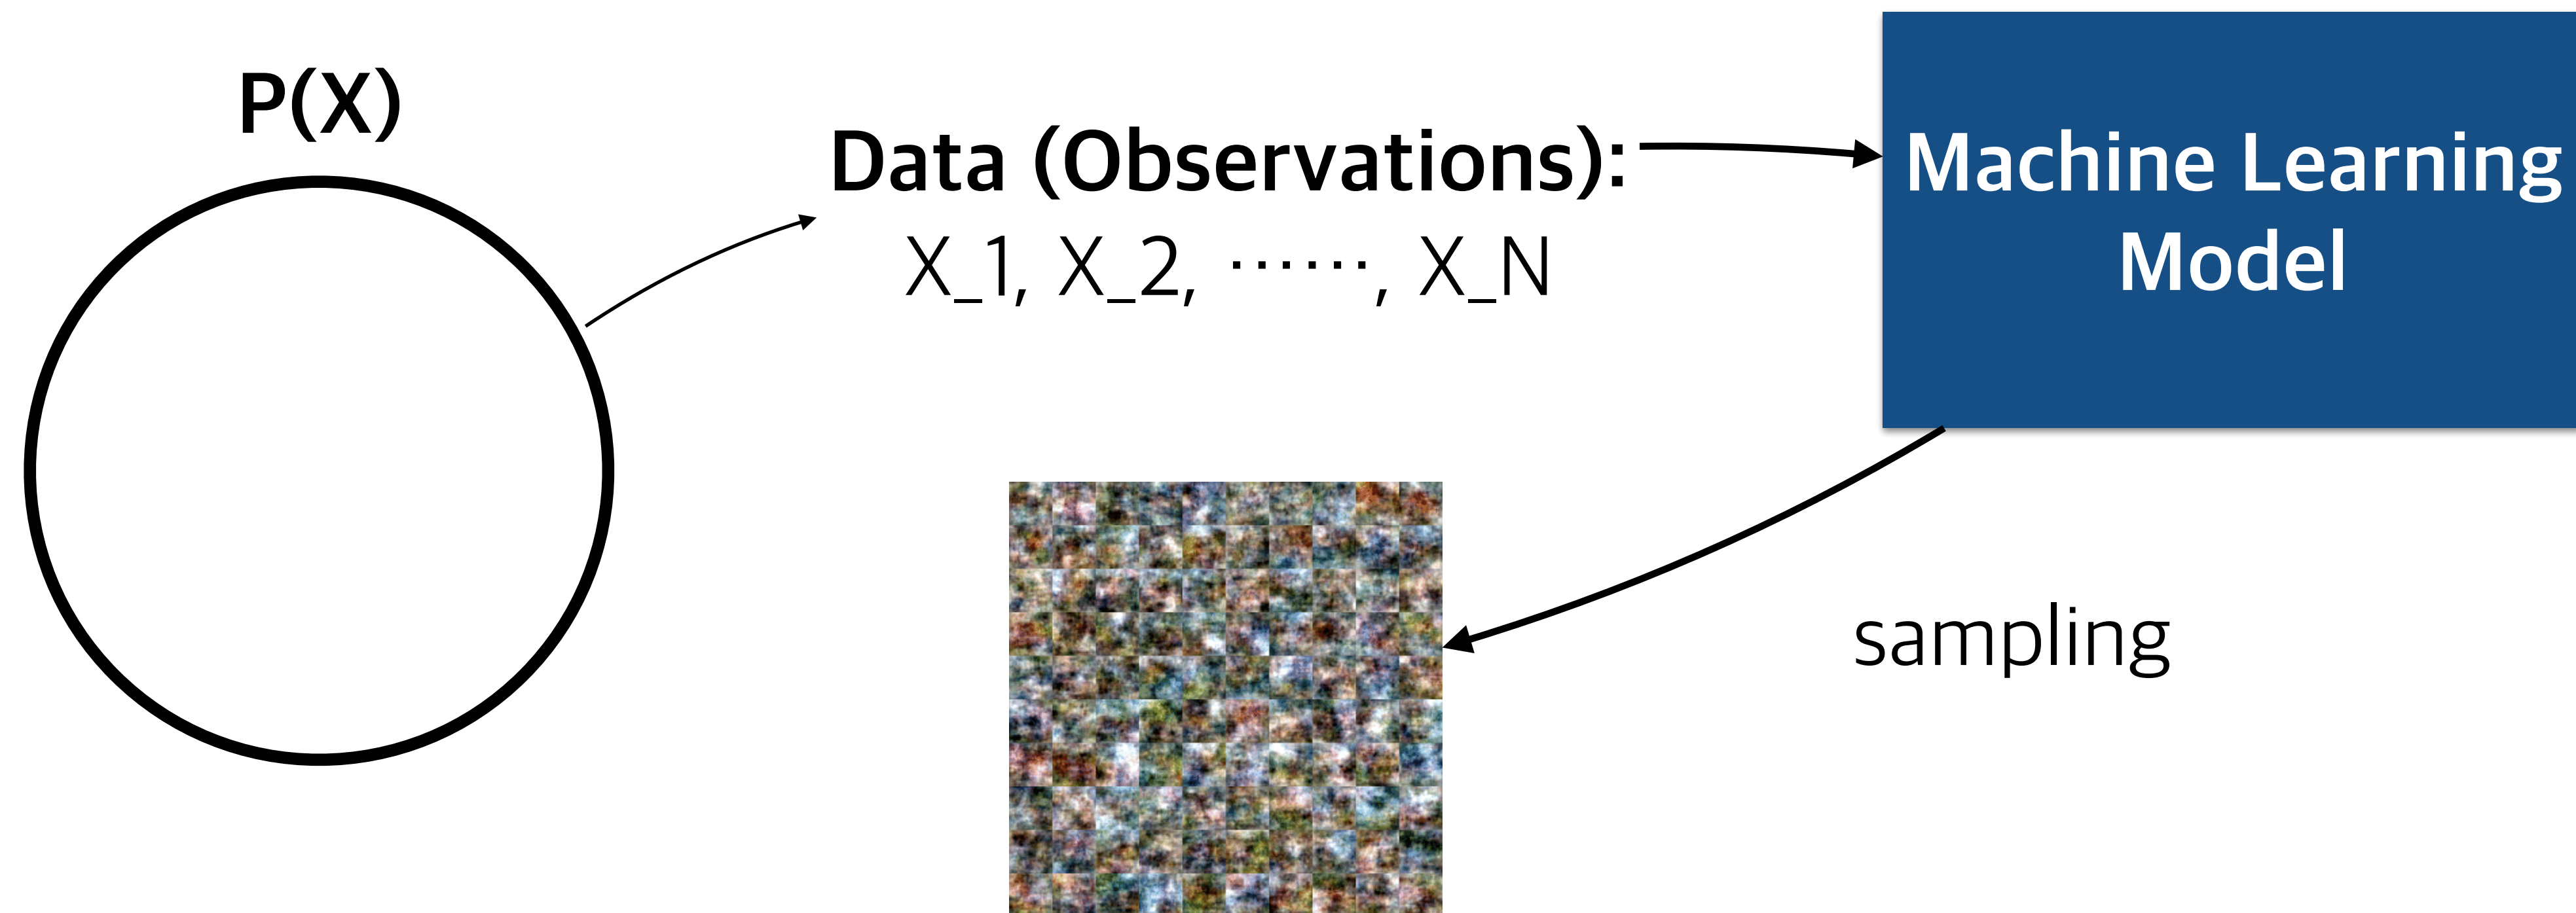 P(X)
Data (Observations):
X_1, X_2, ⋯⋯, X_N
Machine Learning
Model
sampling